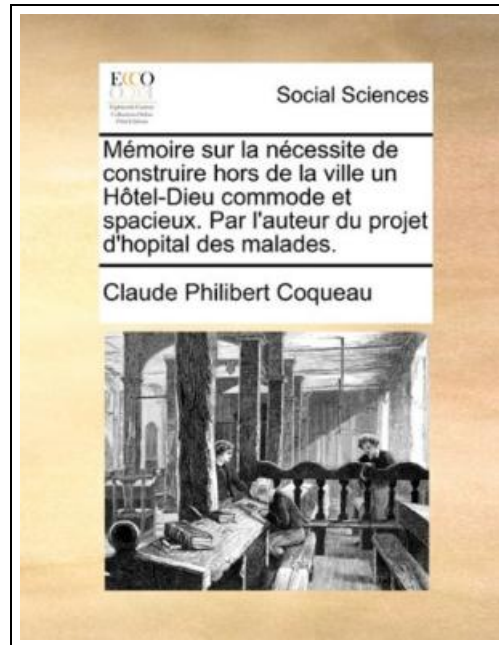 ECCO
Social Sciences
Mémoire sur la nécessite de
construire hors de la ville un
Hôtel-Dieu commode et
spacieux. Par l'auteur du projet
d'hopital des malades.
Claude Philibert Coqueau